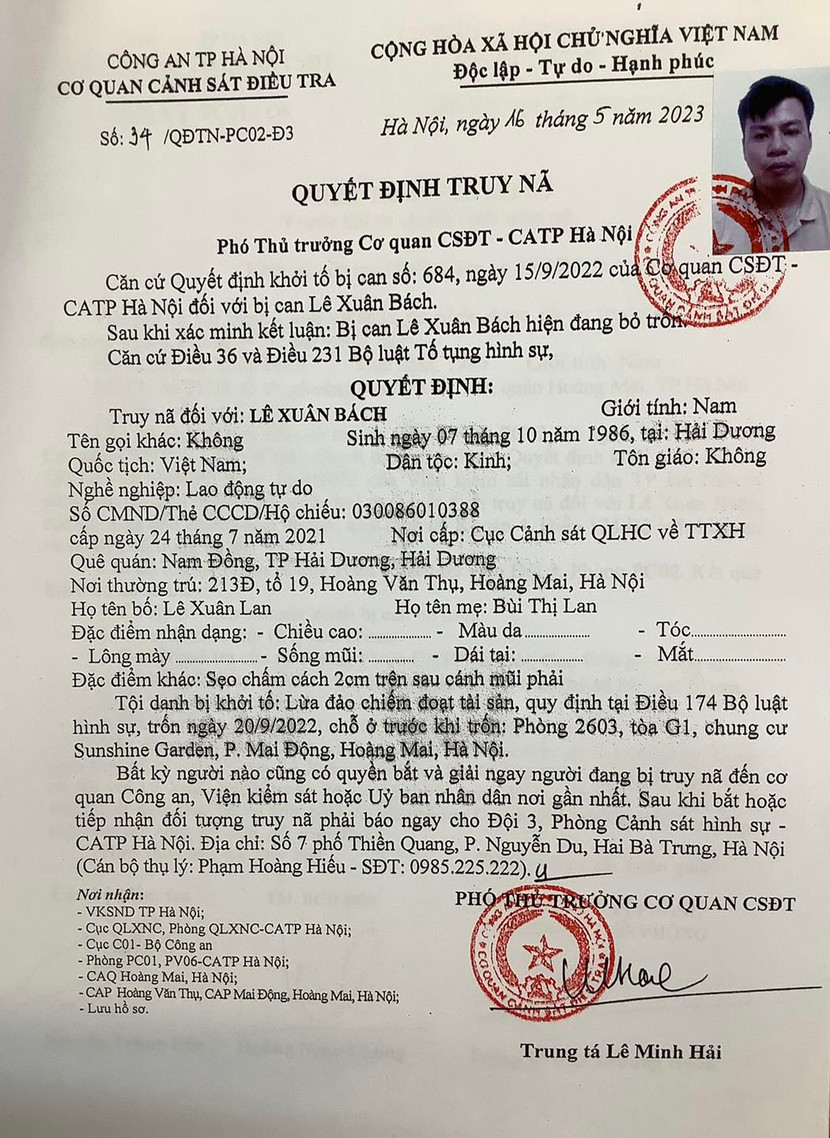 CÔNG AN TP HÀ NỘI
CƠ QUAN CẢNH SÁT ĐIỀU TRA
Số: 34 /QĐTN-PC02-Đ3
CỘNG HÒA XÃ HỘI CHỦ NGHĨA VIỆT NAM
Độc lập - Tự do - Hạnh phúc
Hà Nội, ngày 16 tháng 5 năm 2023
QUYẾT ĐỊNH TRUY NÃ
Phó Thủ trưởng Cơ quan CSĐT - CATP Hà Nội
Căn cứ Quyết định khởi tố bị can số: 684, ngày 15/9/2022 của Cơ quan CSĐT -
CATP Hà Nội đối với bị can Lê Xuân Bách.
Sau khi xác minh kết luận: Bị can Lê Xuân Bách hiện đang bỏ trốn.
Căn cứ Điều 36 và Điều 231 Bộ luật Tố tụng hình sự,
QUYẾT ĐỊNH:
Truy nã đối với: LÊ XUÂN BÁCH Giới tính: Nam
Tên gọi khác: Không Sinh ngày 07 tháng 10 năm 1986, tại: Hải Dương
Quốc tịch: Việt Nam; Dân tộc: Kinh; Tôn giáo: Không
Nghề nghiệp: Lao động tự do
Số CMND/Thẻ CCCD/Hộ chiếu: 030086010388
cấp ngày 24 tháng 7 năm 2021 Nơi cấp: Cục Cảnh sát QLHC về TTXH
Quê quán: Nam Đồng, TP Hải Dương, Hải Dương
Nơi thường trú: 213Đ, tổ 19, Hoàng Văn Thụ, Hoàng Mai, Hà Nội
Họ tên bố: Lê Xuân Lan Họ tên mẹ: Bùi Thị Lan
Đặc điểm nhận dạng: - Chiều cao: .................... - Màu da .................... - Tóc....................
- Lông mày .................... - Sống mũi: .............. - Dái tai: .................... - Mắt....................
Đặc điểm khác: Sẹo chấm cách 2cm trên sau cánh mũi phải
Tội danh bị khởi tố: Lừa đảo chiếm đoạt tài sản, quy định tại Điều 174 Bộ luật
hình sự, trốn ngày 20/9/2022, chỗ ở trước khi trốn: Phòng 2603, tòa G1, chung cư
Sunshine Garden, P. Mai Động, Hoàng Mai, Hà Nội.
Bất kỳ người nào cũng có quyền bắt và giải ngay người đang bị truy nã đến cơ
quan Công an, Viện kiểm sát hoặc Uỷ ban nhân dân nơi gần nhất. Sau khi bắt hoặc
tiếp nhận đối tượng truy nã phải báo ngay cho Đội 3, Phòng Cảnh sát hình sự -
CATP Hà Nội. Địa chỉ: Số 7 phố Thiền Quang, P. Nguyễn Du, Hai Bà Trưng, Hà Nội
(Cán bộ thụ lý: Phạm Hoàng Hiếu - SĐT: 0985.225.222).
Nơi nhận:
- VKSND TP Hà Nội;
- Cục QLXNC, Phòng QLXNC-CATP Hà Nội;
- Cục C01- Bộ Công an
- Phòng PC01, PV06-CATP Hà Nội;
- CAQ Hoàng Mai, Hà Nội;
- CAP Hoàng Văn Thụ, CAP Mai Động, Hoàng Mai, Hà Nội;
- Lưu hồ sơ.
PHÓ THỦ TRƯỞNG CƠ QUAN CSĐT
Trung tá Lê Minh Hải